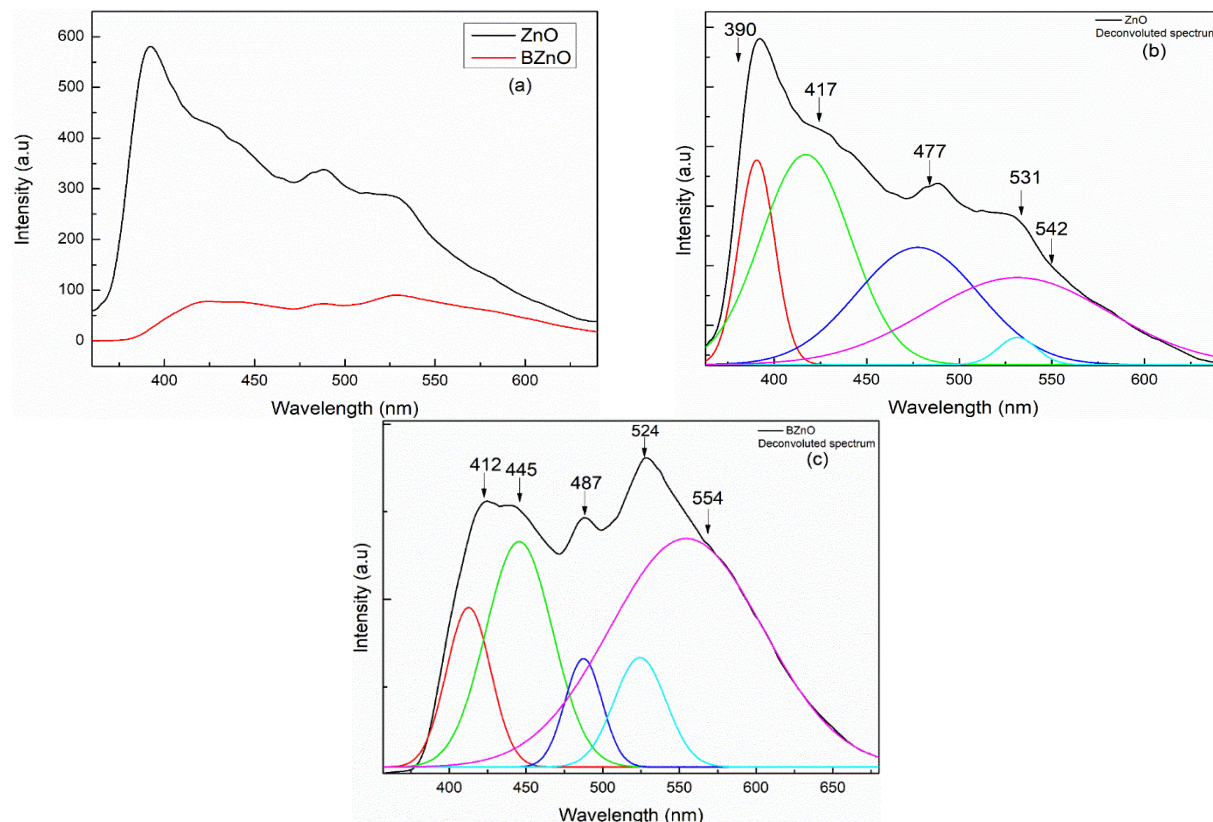 600
500
400
300
200
100
0
Intensity (a.u)
400 450 500 550 600
Wavelength (nm)
ZnO
BZnO
(a)
Intensity (a.u)
400 450 500 550 600
Wavelength (nm)
ZnO
Deconvoluted spectrum
(b)
390
417
477
531
542
Intensity (a.u)
400 450 500 550 600 650
Wavelength (nm)
BZnO
Deconvoluted spectrum
(c)
412
445
487
524
554